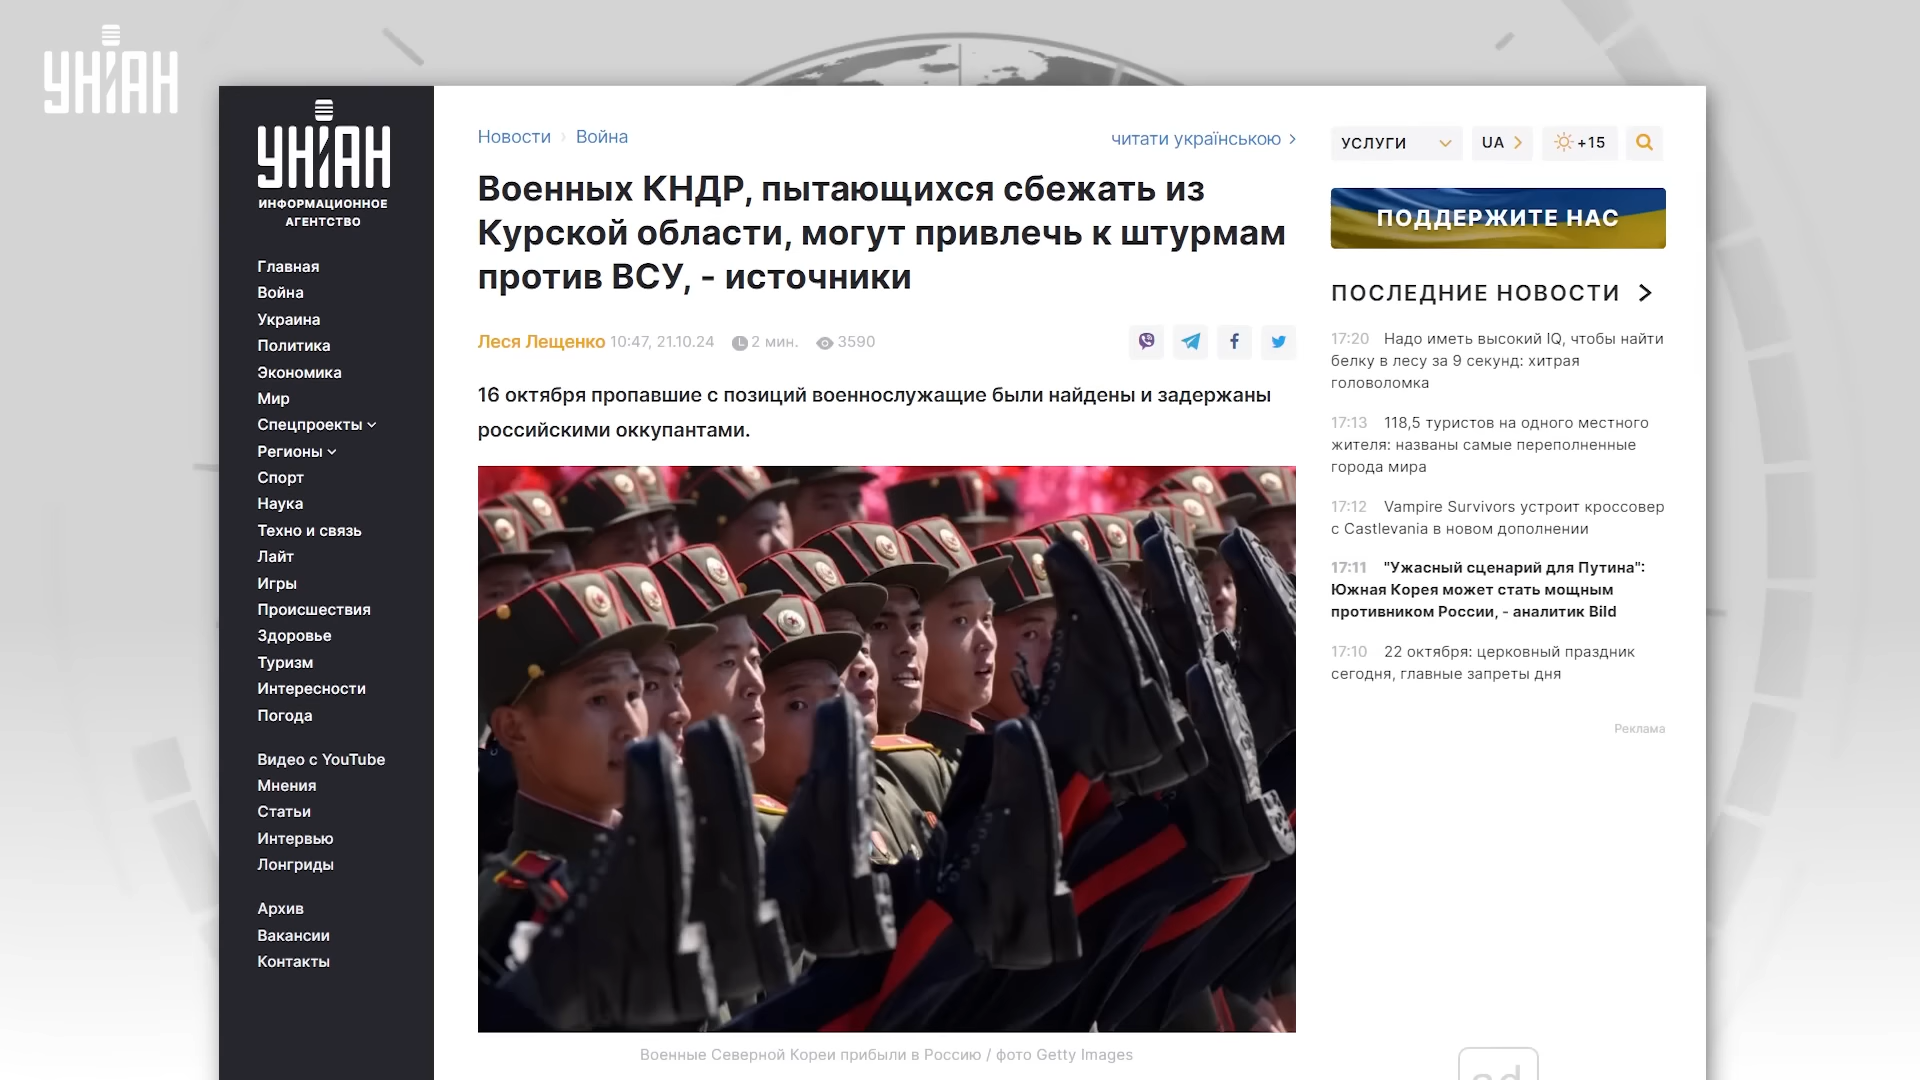 УНІАН
УНІАН
ИНФОРМАЦИОННОЕ
АГЕНТСТВО
Главная
Война
Украина
Политика
Экономика
Мир
Спецпроекты
Регионы
Спорт
Наука
Техно и связь
Лайт
Игры
Происшествия
Здоровье
Туризм
Интересности
Погода
Видео с YouTube
Мнения
Статьи
Интервью
Лонгриды
Архив
Вакансии
Контакты
Новости › Война
читати українською
Военных КНДР, пытающихся сбежать из
Курской области, могут привлечь к штурмам
против ВСУ, - источники
Леся Лещенко 10:47, 21.10.24 2 мин. 3590
16 октября пропавшие с позиций военнослужащие были найдены и задержаны
российскими оккупантами.
Военные Северной Кореи прибыли в Россию / фото Getty Images
УСЛУГИ UA +15
ПОДДЕРЖИТЕ НАС
ПОСЛЕДНИЕ НОВОСТИ
17:20 Надо иметь высокий IQ, чтобы найти
белку в лесу за 9 секунд: хитрая
головоломка
17:13 118,5 туристов на одного местного
жителя: названы самые переполненные
города мира
17:12 Vampire Survivors устроит кроссовер
с Castlevania в новом дополнении
17:11 "Ужасный сценарий для Путина":
Южная Корея может стать мощным
противником России, - аналитик Bild
17:10 22 октября: церковный праздник
сегодня, главные запреты дня
Реклама
ad